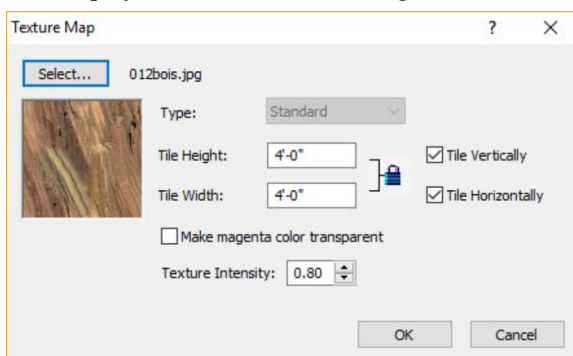 Texture Map ? X
Select... 012bois.jpg
Type: Standard
Tile Height: 4'-0" Tile Vertically
Tile Width: 4'-0" Tile Horizontally
Make magenta color transparent
Texture Intensity: 0.80
OK Cancel